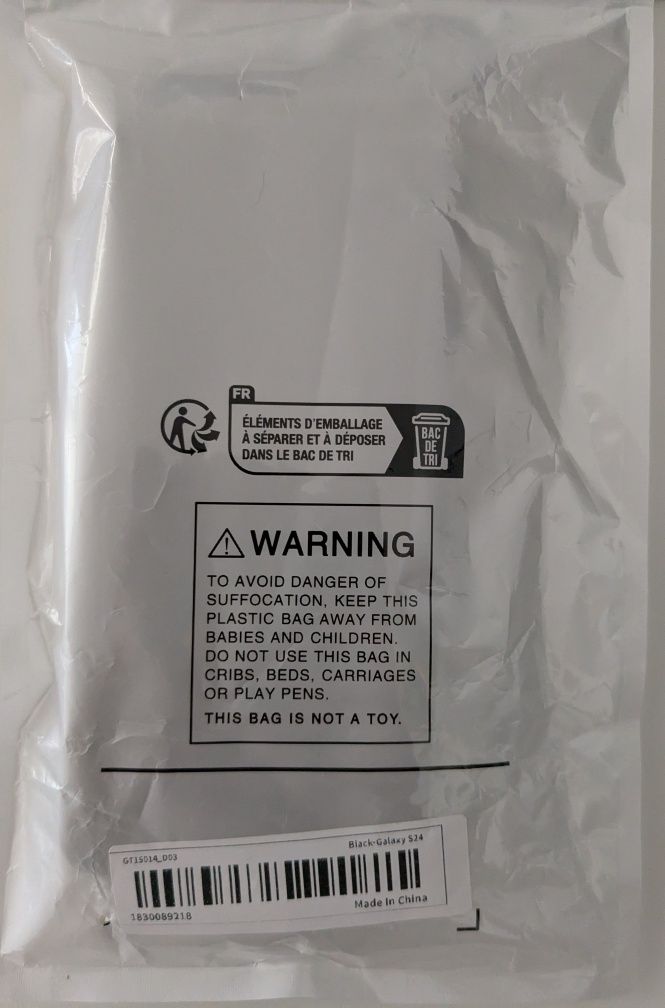 FR
ÉLÉMENTS D'EMBALLAGE
À SÉPARER ET À DÉPOSER
DANS LE BAC DE TRI
BAC
DE
TRI
WARNING
TO AVOID DANGER OF
SUFFOCATION, KEEP THIS
PLASTIC BAG AWAY FROM
BABIES AND CHILDREN.
DO NOT USE THIS BAG IN
CRIBS, BEDS, CARRIAGES
OR PLAY PENS.
THIS BAG IS NOT A TOY.
GT15014_D03
Black-Galaxy S24
1830089218
Made In China